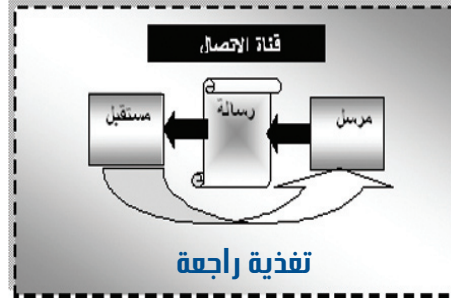 قناة الاتصال
مرسل
رسالة
مستقبل
تغذية راجعة